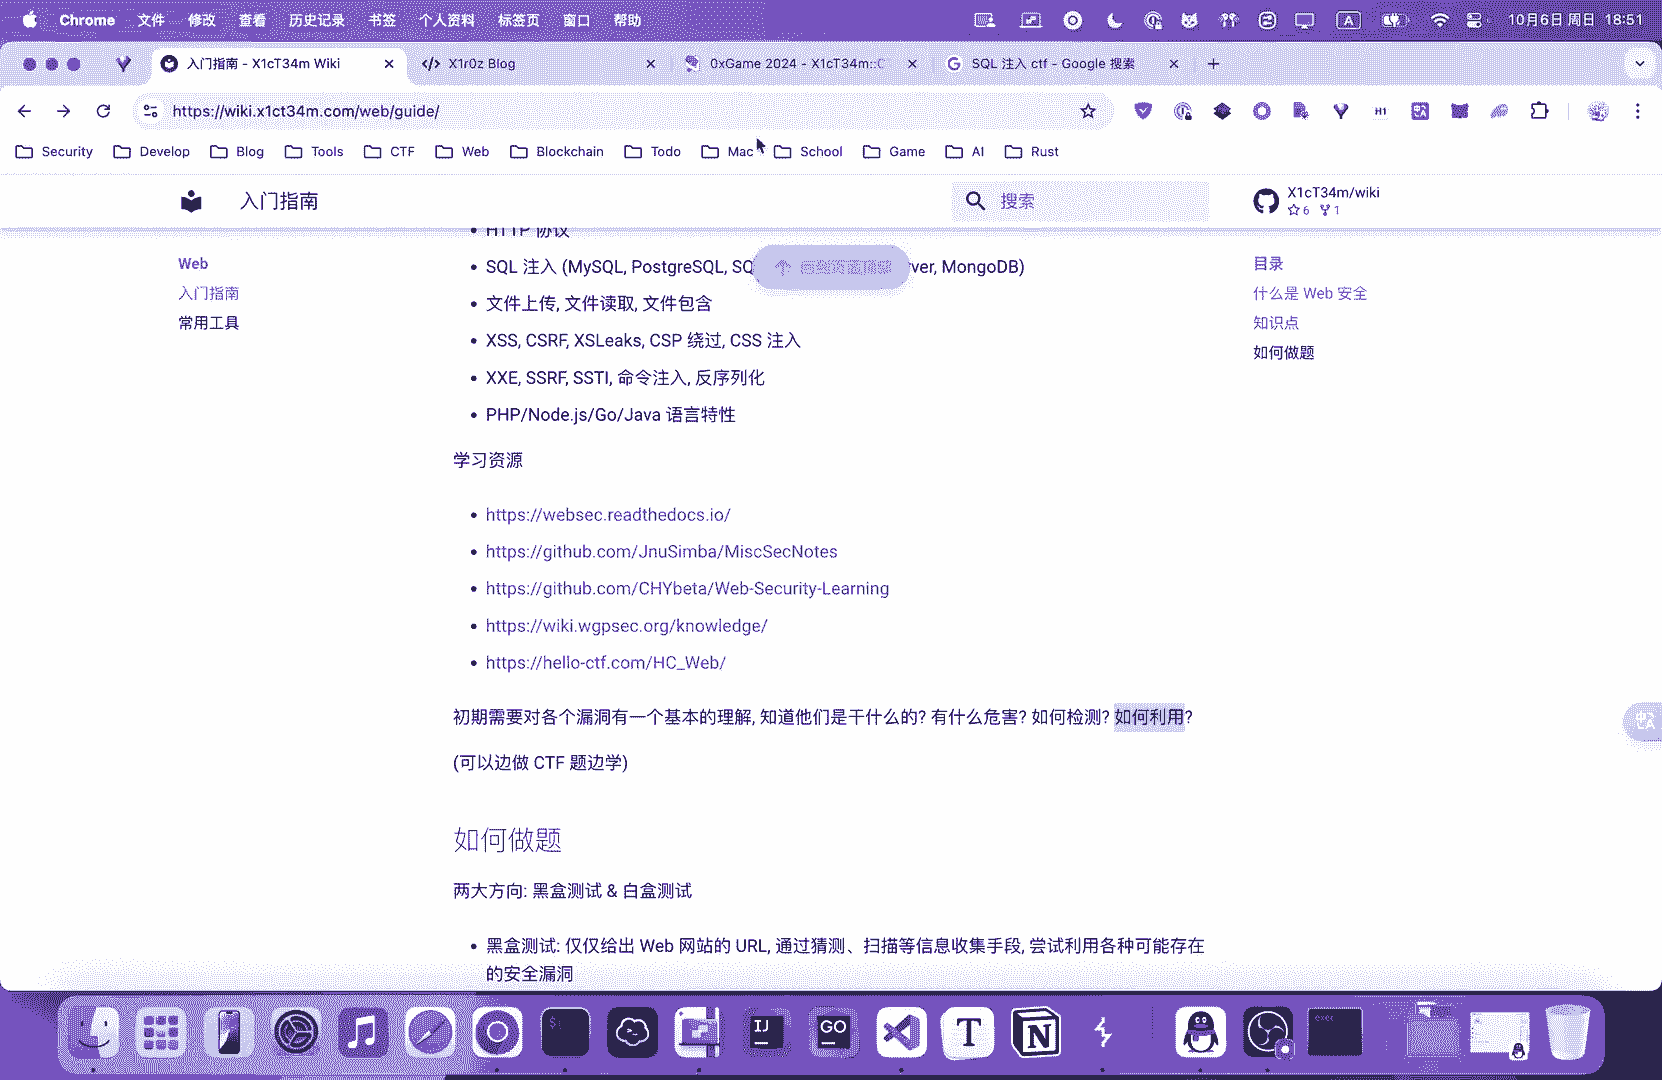 Chrome 文件 修改 查看 历史记录 书签 个人资料 标签页 窗口 帮助
A
10月6日 周日 18:51
入门指南 - X1cT34m Wiki
X1r0z Blog
0xGame 2024 - X1cT34m::C
SQL 注入 ctf - Google 搜索
https://wiki.x1ct34m.com/web/guide/
H1
Security Develop Blog Tools CTF Web Blockchain Todo Mac School Game AI Rust
入门指南
搜索
X1cT34m/wiki
6 1
Web
入门指南
常用工具
HTTP 协议
SQL 注入 (MySQL, PostgreSQL, SQ
ver, MongoDB)
文件上传, 文件读取, 文件包含
XSS, CSRF, XSLeaks, CSP 绕过, CSS 注入
XXE, SSRF, SSTI, 命令注入, 反序列化
PHP/Node.js/Go/Java 语言特性
学习资源
https://websec.readthedocs.io/
https://github.com/JnuSimba/MiscSecNotes
https://github.com/CHYbeta/Web-Security-Learning
https://wiki.wgpsec.org/knowledge/
https://hello-ctf.com/HC_Web/
初期需要对各个漏洞有一个基本的理解, 知道他们是干什么的? 有什么危害? 如何检测? 如何利用?
(可以边做 CTF 题边学)
如何做题
两大方向: 黑盒测试 & 白盒测试
黑盒测试: 仅仅给出 Web 网站的 URL, 通过猜测、扫描等信息收集手段, 尝试利用各种可能存在
的安全漏洞
目录
什么是 Web 安全
知识点
如何做题
IJ
GO
T
N
exec